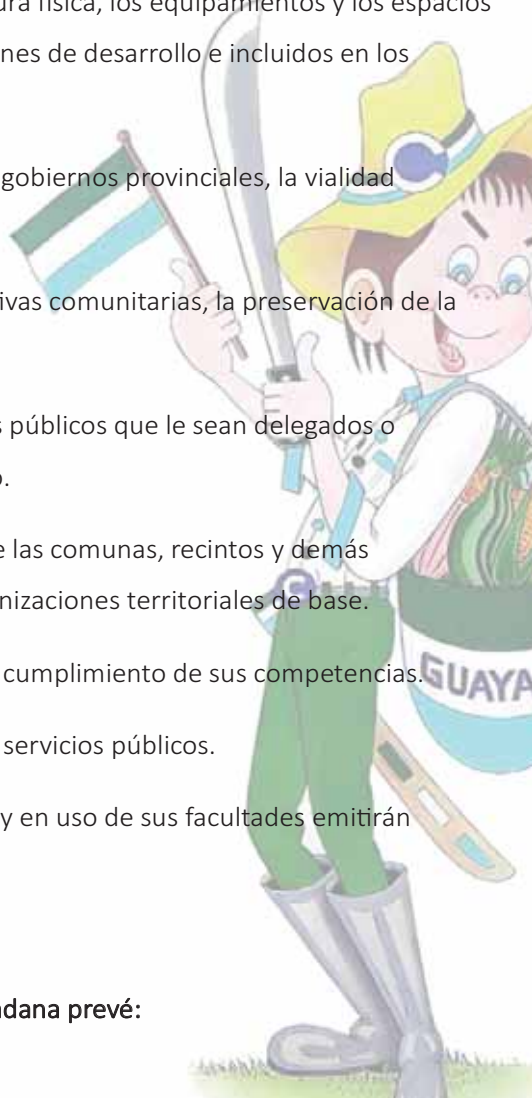 ura física, los equipamientos y los espacios
nes de desarrollo e incluidos en los
gobiernos provinciales, la vialidad
ivas comunitarias, la preservación de la
s públicos que le sean delegados o
o.
e las comunas, recintos y demás
nizaciones territoriales de base.
cumplimiento de sus competencias.
GUAYA
servicios públicos.
y en uso de sus facultades emitirán
adana prevé: